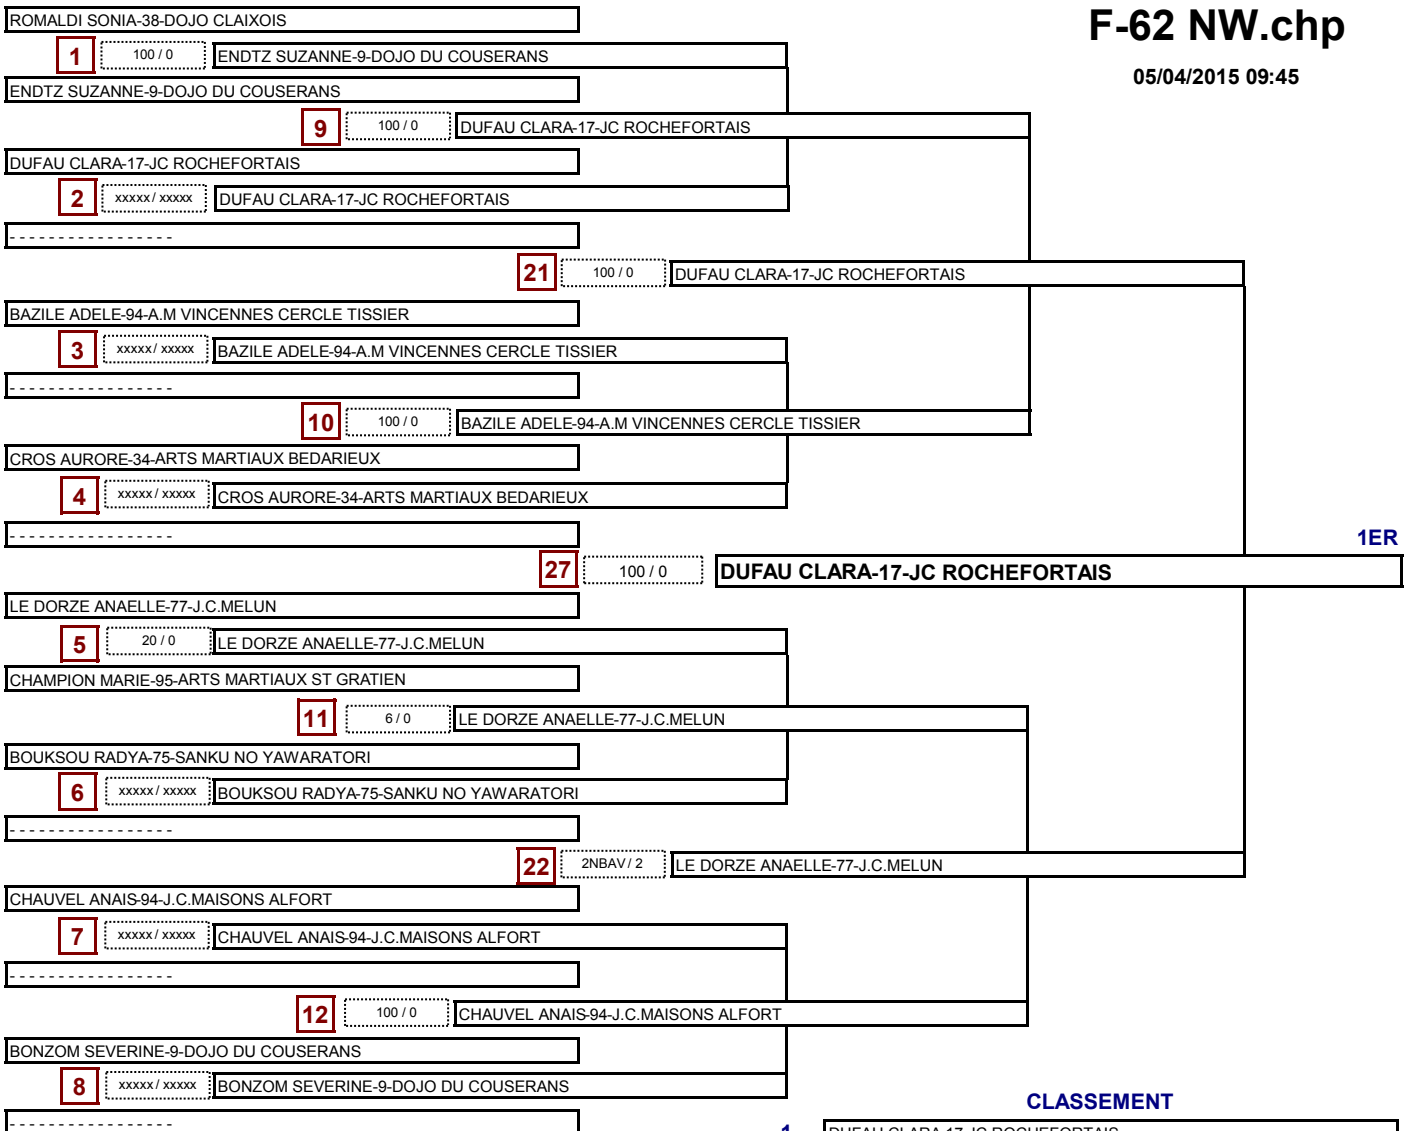 ROMALDI SONIA-38-DOJO CLAIXOIS
F-62 NW.chp
1 100 / 0 ENDTZ SUZANNE-9-DOJO DU COUSERANS
05/04/2015 09:45
ENDTZ SUZANNE-9-DOJO DU COUSERANS
9 100 / 0 DUFAU CLARA-17-JC ROCHEFORTAIS
DUFAU CLARA-17-JC ROCHEFORTAIS
2 xxxxx / xxxxx DUFAU CLARA-17-JC ROCHEFORTAIS
- - - - - - - - - - - - - - - - -
21 100 / 0 DUFAU CLARA-17-JC ROCHEFORTAIS
BAZILE ADELE-94-A.M VINCENNES CERCLE TISSIER
3 xxxxx / xxxxx BAZILE ADELE-94-A.M VINCENNES CERCLE TISSIER
- - - - - - - - - - - - - - - - -
10 100 / 0 BAZILE ADELE-94-A.M VINCENNES CERCLE TISSIER
CROS AURORE-34-ARTS MARTIAUX BEDARIEUX
4 xxxxx / xxxxx CROS AURORE-34-ARTS MARTIAUX BEDARIEUX
- - - - - - - - - - - - - - - - -
1ER
27 100 / 0 DUFAU CLARA-17-JC ROCHEFORTAIS
LE DORZE ANAELLE-77-J.C.MELUN
5 20 / 0 LE DORZE ANAELLE-77-J.C.MELUN
CHAMPION MARIE-95-ARTS MARTIAUX ST GRATIEN
11 6 / 0 LE DORZE ANAELLE-77-J.C.MELUN
BOUKSOU RADYA-75-SANKU NO YAWARATORI
6 xxxxx / xxxxx BOUKSOU RADYA-75-SANKU NO YAWARATORI
- - - - - - - - - - - - - - - - -
22 2NBAV / 2 LE DORZE ANAELLE-77-J.C.MELUN
CHAUVEL ANAIS-94-J.C.MAISONS ALFORT
7 xxxxx / xxxxx CHAUVEL ANAIS-94-J.C.MAISONS ALFORT
- - - - - - - - - - - - - - - - -
12 100 / 0 CHAUVEL ANAIS-94-J.C.MAISONS ALFORT
BONZOM SEVERINE-9-DOJO DU COUSERANS
8 xxxxx / xxxxx BONZOM SEVERINE-9-DOJO DU COUSERANS
CLASSEMENT
- - - - - - - - - - - - - - - - -
1 DUFAU CLARA-17-JC ROCHEFORTAIS